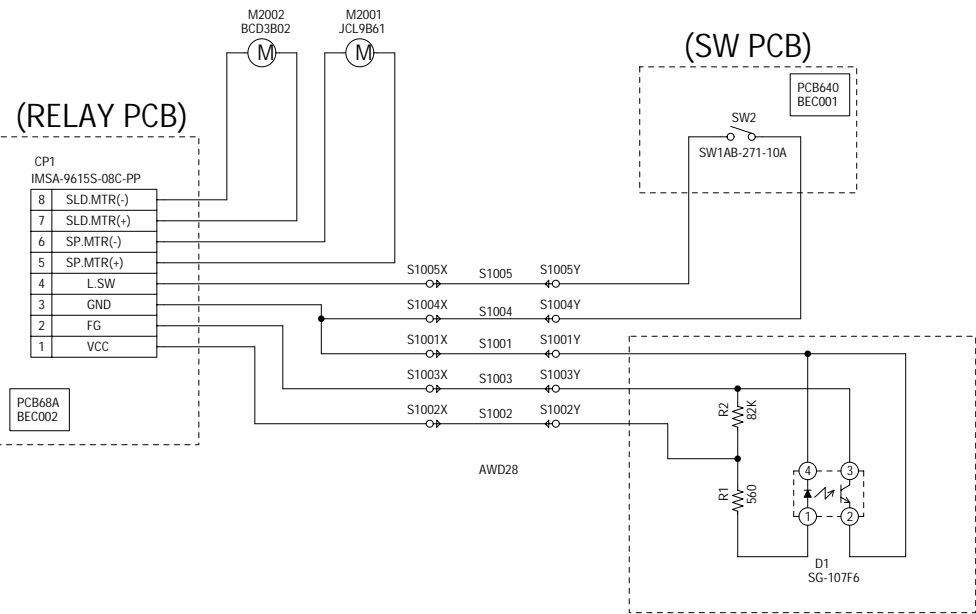 M2002
BCD3B02
M
M2001
JCL9B61
M
(SW PCB)
PCB640
BEC001
SW2
SW1AB-271-10A
(RELAY PCB)
CP1
IMSA-9615S-08C-PP
8 SLD.MTR(-)
7 SLD.MTR(+)
6 SP.MTR(-)
5 SP.MTR(+)
4 L.SW
3 GND
2 FG
1 VCC
PCB68A
BEC002
S1005X S1005 S1005Y
S1004X S1004 S1004Y
S1001X S1001 S1001Y
S1003X S1003 S1003Y
S1002X S1002 S1002Y
AWD28
R2
82K
R1
560
4 3
1 2
D1
SG-107F6